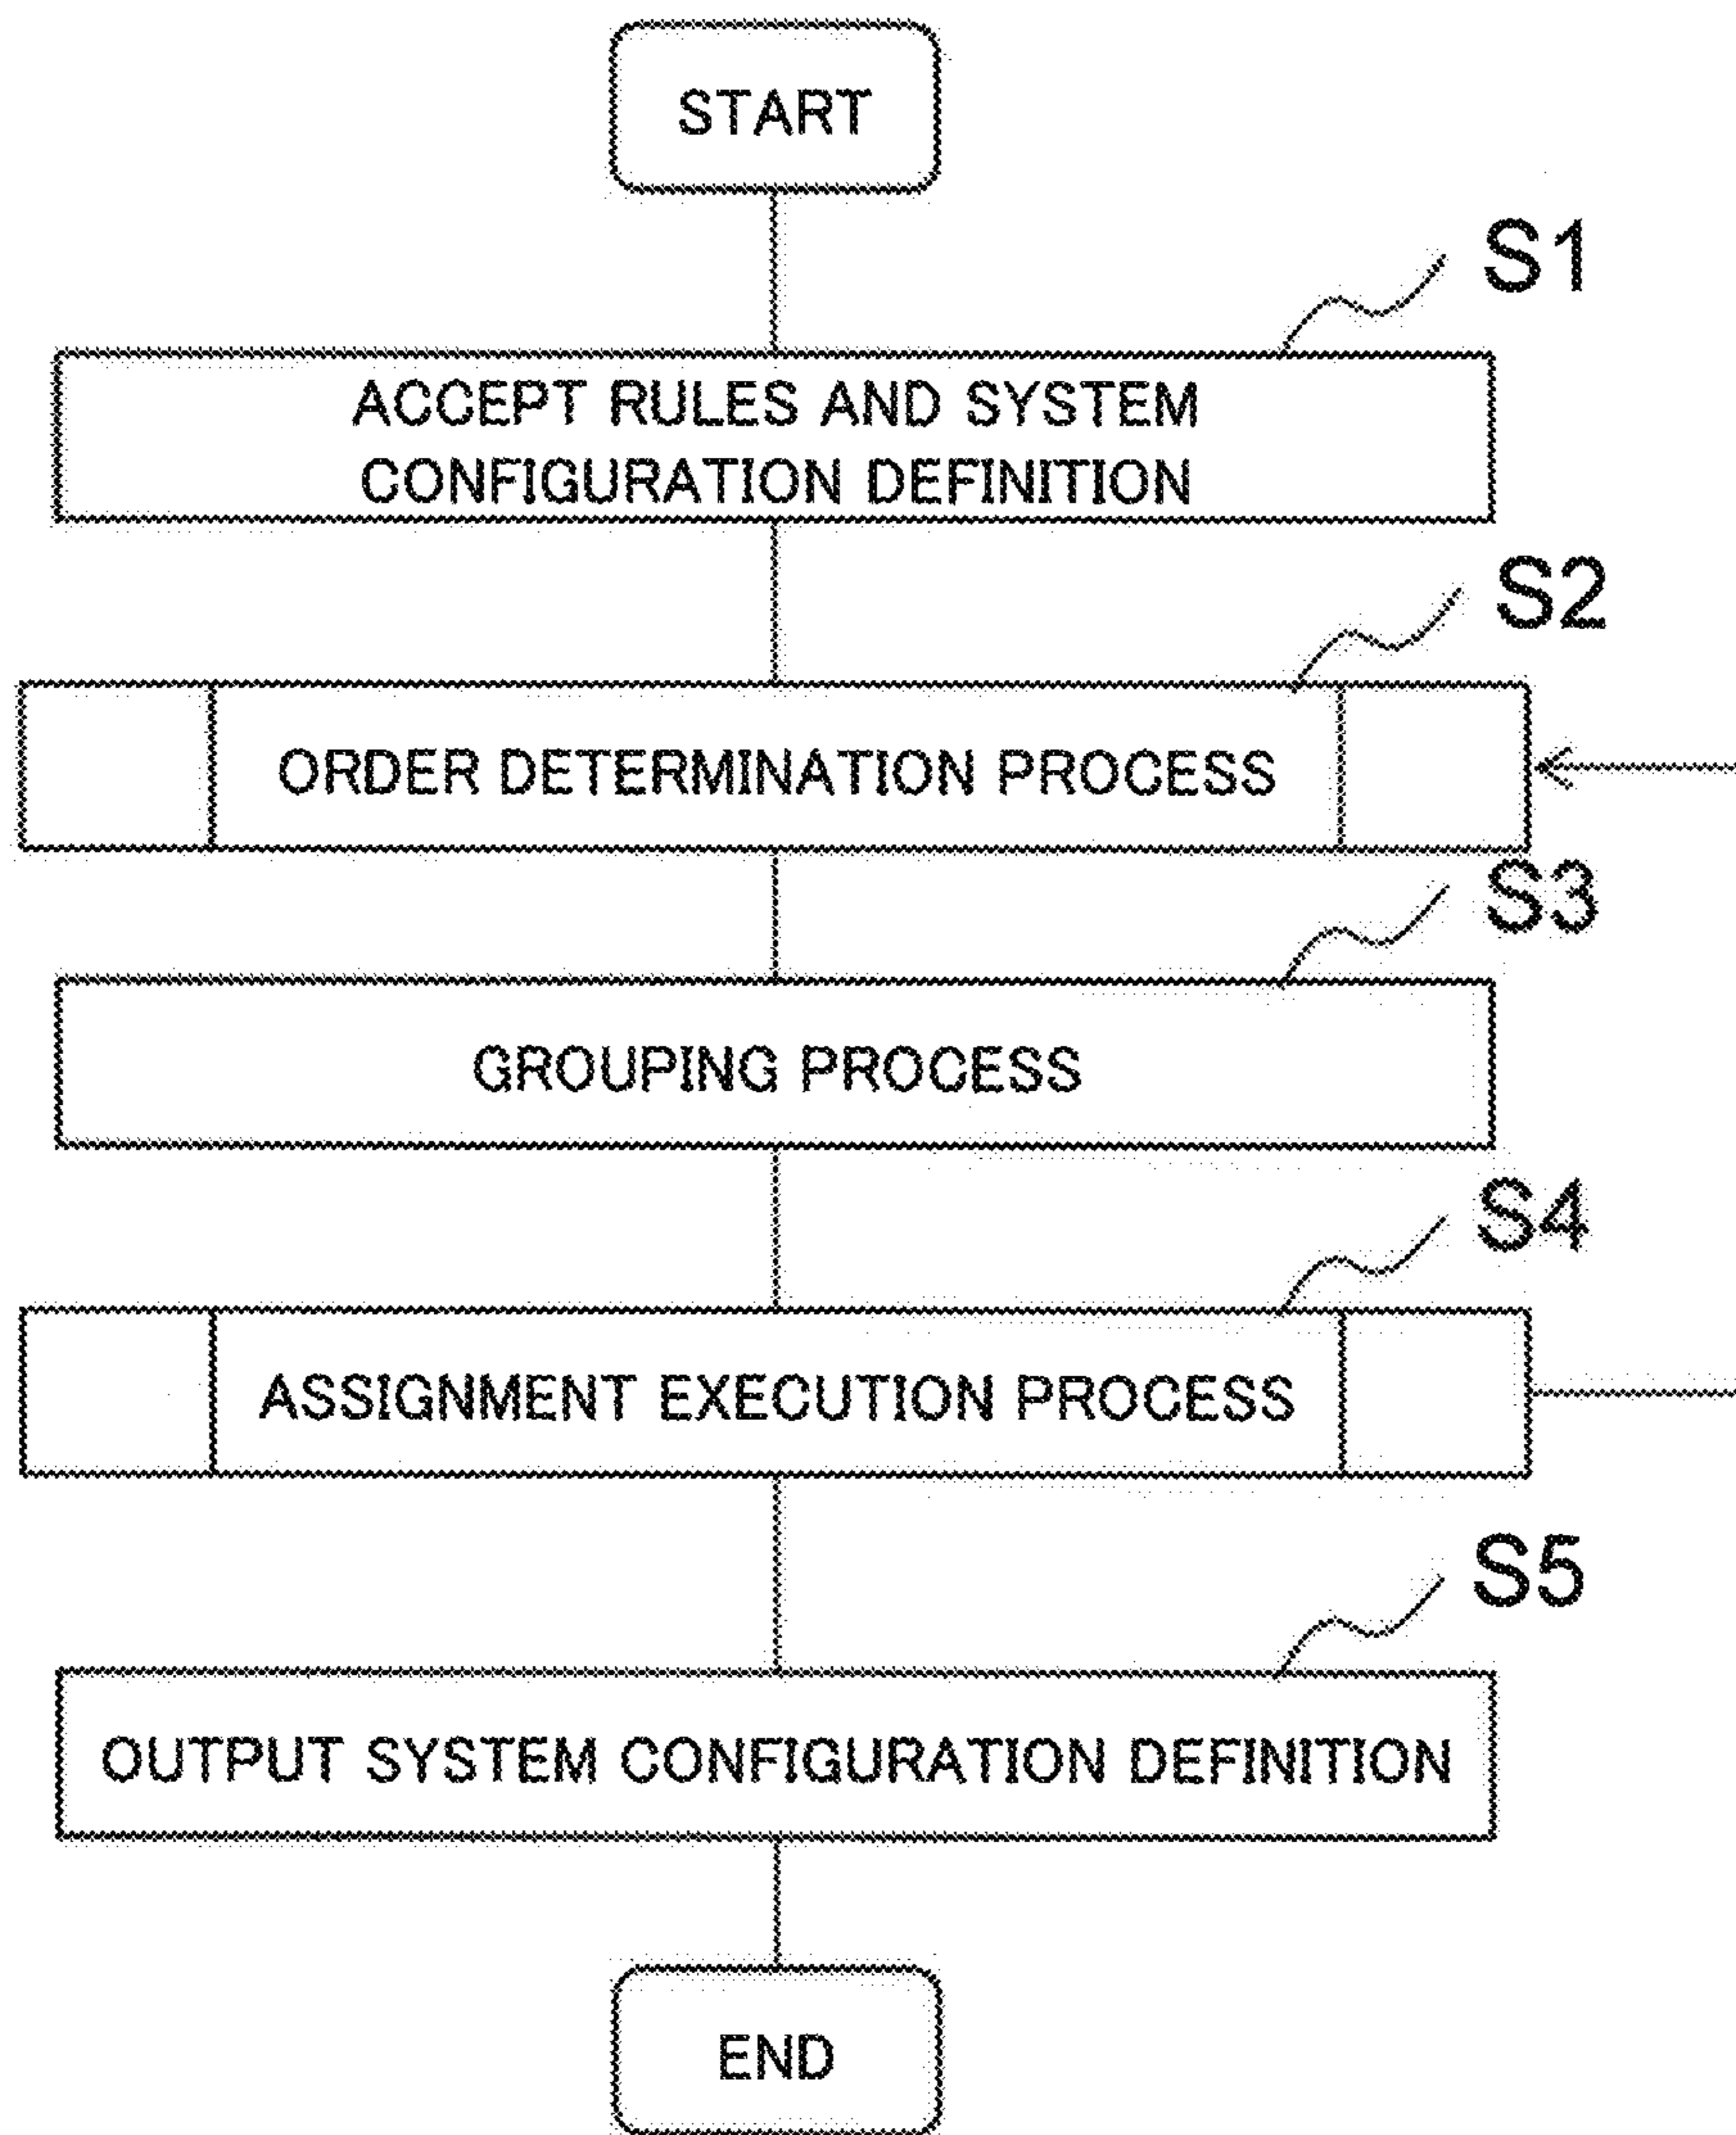 START
S1
ACCEPT RULES AND SYSTEM
CONFIGURATION DEFINITION
S2
ORDER DETERMINATION PROCESS
S3
GROUPING PROCESS
S4
ASSIGNMENT EXECUTION PROCESS
S5
OUTPUT SYSTEM CONFIGURATION DEFINITION
END